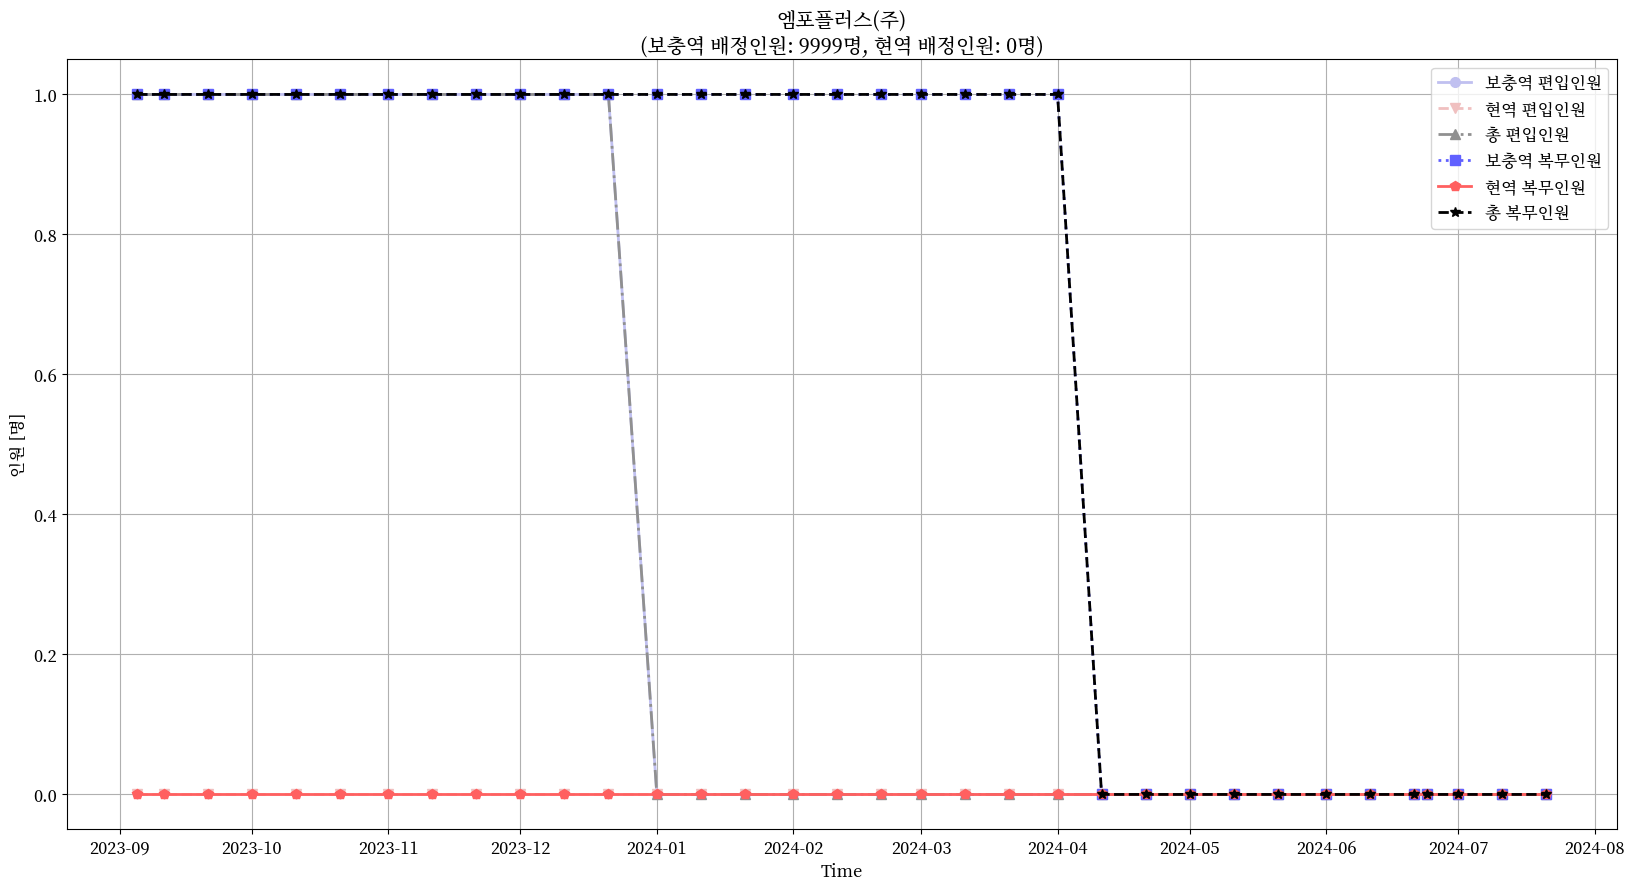 엠포플러스(주)
(보충역 배정인원: 9999명, 현역 배정인원: 0명)
보충역 편입인원
현역 편입인원
총 편입인원
보충역 복무인원
현역 복무인원
총 복무인원
인원 [명]
1.0
0.8
0.6
0.4
0.2
0.0
2023-09
2023-10
2023-11
2023-12
2024-01
2024-02
2024-03
2024-04
2024-05
2024-06
2024-07
2024-08
Time